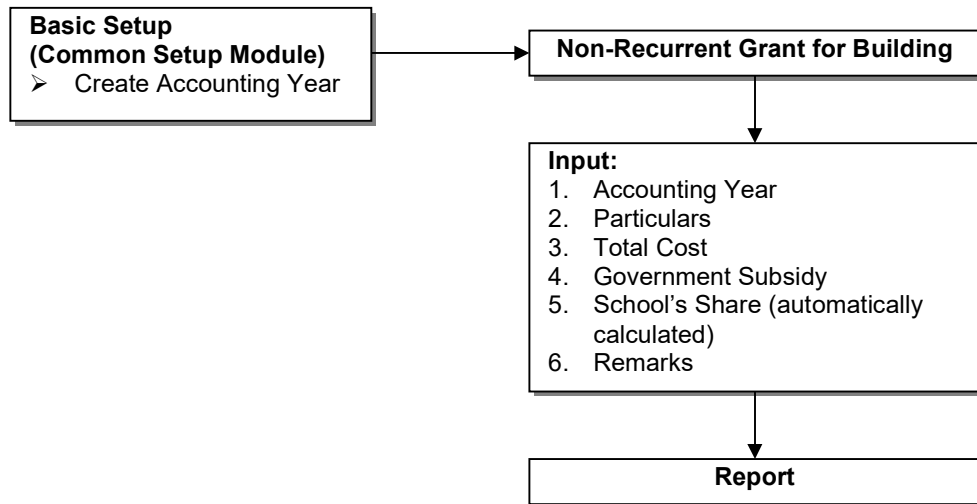 Basic Setup
(Common Setup Module)
➢ Create Accounting Year
Non-Recurrent Grant for Building
Input:
1. Accounting Year
2. Particulars
3. Total Cost
4. Government Subsidy
5. School’s Share (automatically
calculated)
6. Remarks
Report